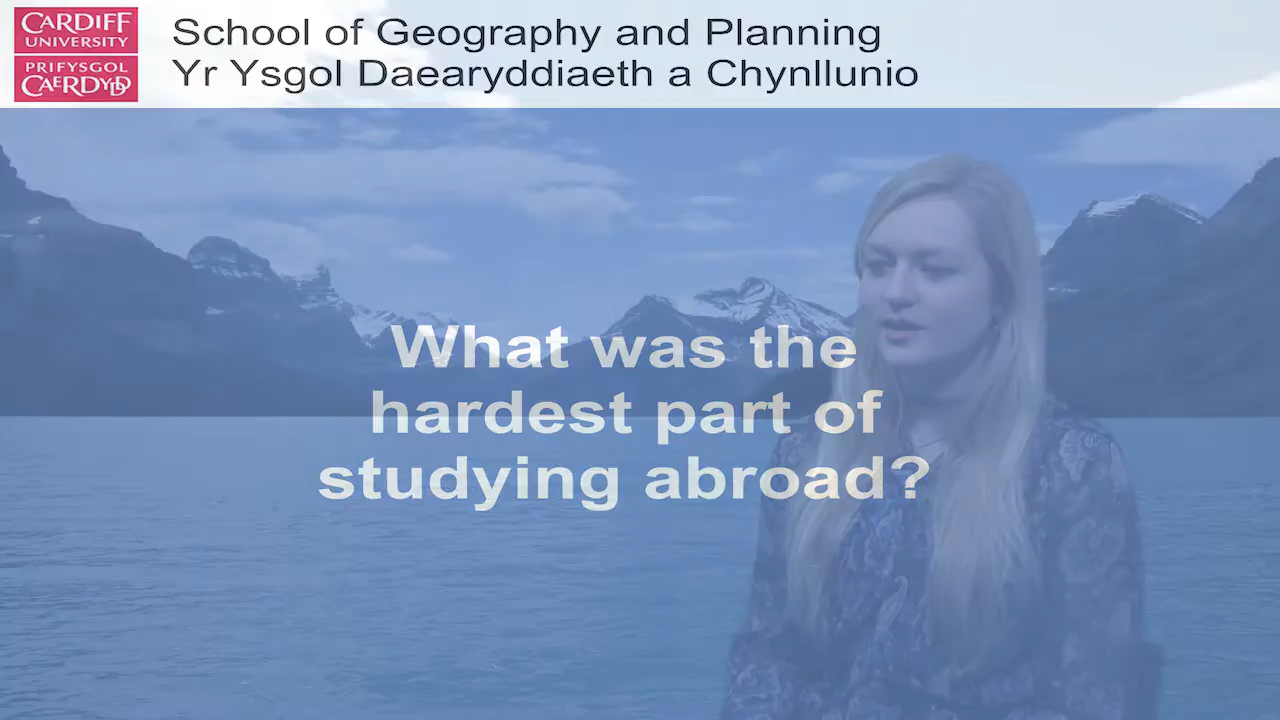 CARDIFF
UNIVERSITY
PRIFYSGOL
CAERDYDD
School of Geography and Planning
Yr Ysgol Daearyddiaeth a Chynllunio
What was the
hardest part of
studying abroad?